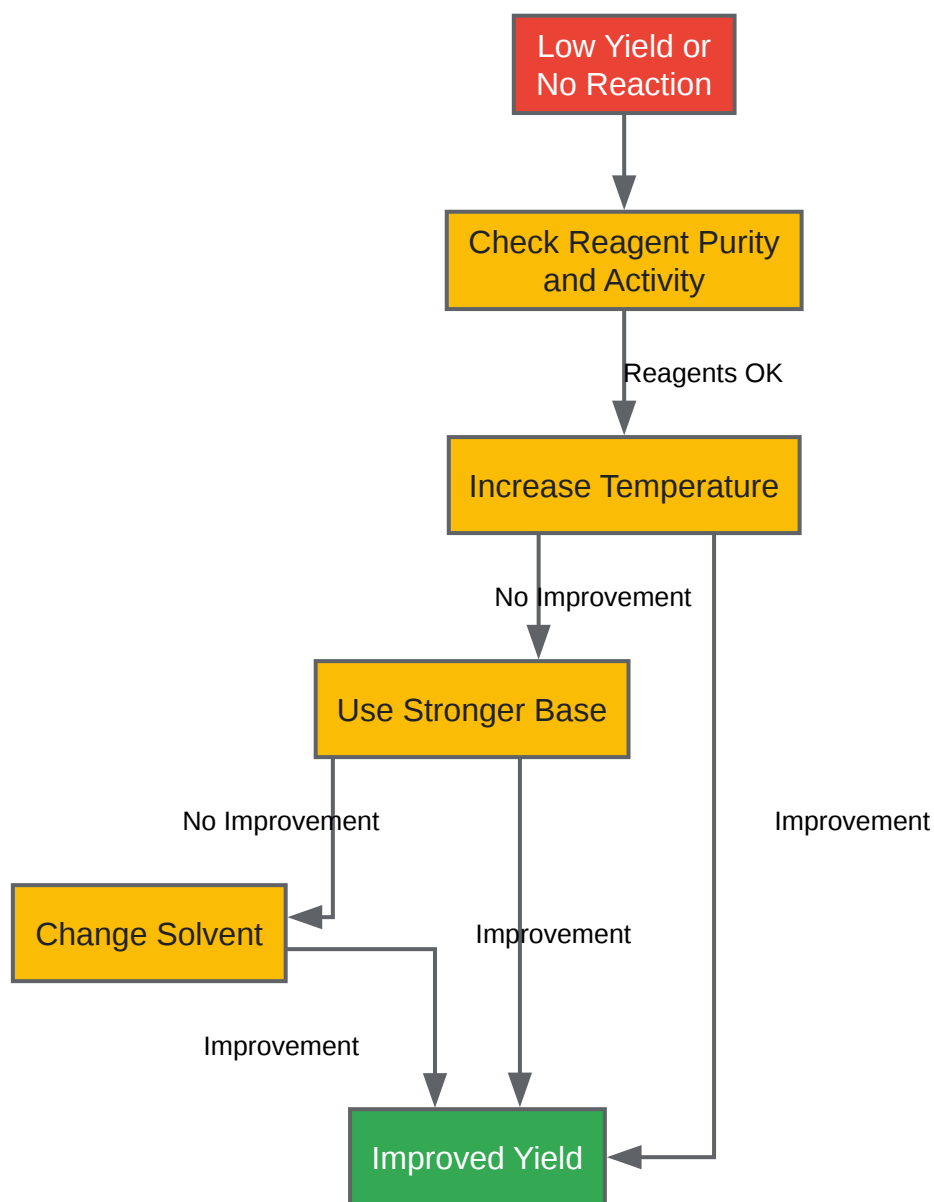 Low Yield or
No Reaction
Check Reagent Purity
and Activity
Reagents OK
Increase Temperature
No Improvement
Use Stronger Base
No Improvement
Improvement
Change Solvent
Improvement
Improvement
Improved Yield